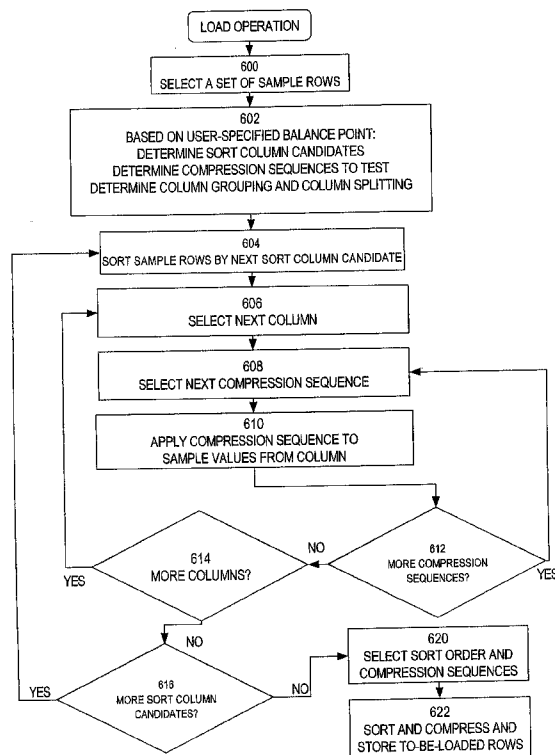 LOAD OPERATION
600
SELECT A SET OF SAMPLE ROWS
602
BASED ON USER-SPECIFIED BALANCE POINT:
DETERMINE SORT COLUMN CANDIDATES
DETERMINE COMPRESSION SEQUENCES TO TEST
DETERMINE COLUMN GROUPING AND COLUMN SPLITTING
604
SORT SAMPLE ROWS BY NEXT SORT COLUMN CANDIDATE
606
SELECT NEXT COLUMN
608
SELECT NEXT COMPRESSION SEQUENCE
610
APPLY COMPRESSION SEQUENCE TO
SAMPLE VALUES FROM COLUMN
612
MORE COMPRESSION
SEQUENCES?
YES
NO
614
MORE COLUMNS?
YES
NO
616
MORE SORT COLUMN
CANDIDATES?
YES
NO
620
SELECT SORT ORDER AND
COMPRESSION SEQUENCES
622
SORT AND COMPRESS AND
STORE TO-BE-LOADED ROWS